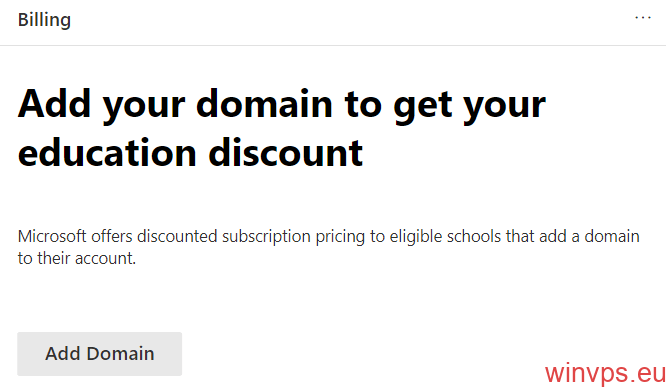 Billing
...
Add your domain to get your
education discount
Microsoft offers discounted subscription pricing to eligible schools that add a domain
to their account.
Add Domain
winvps.eu